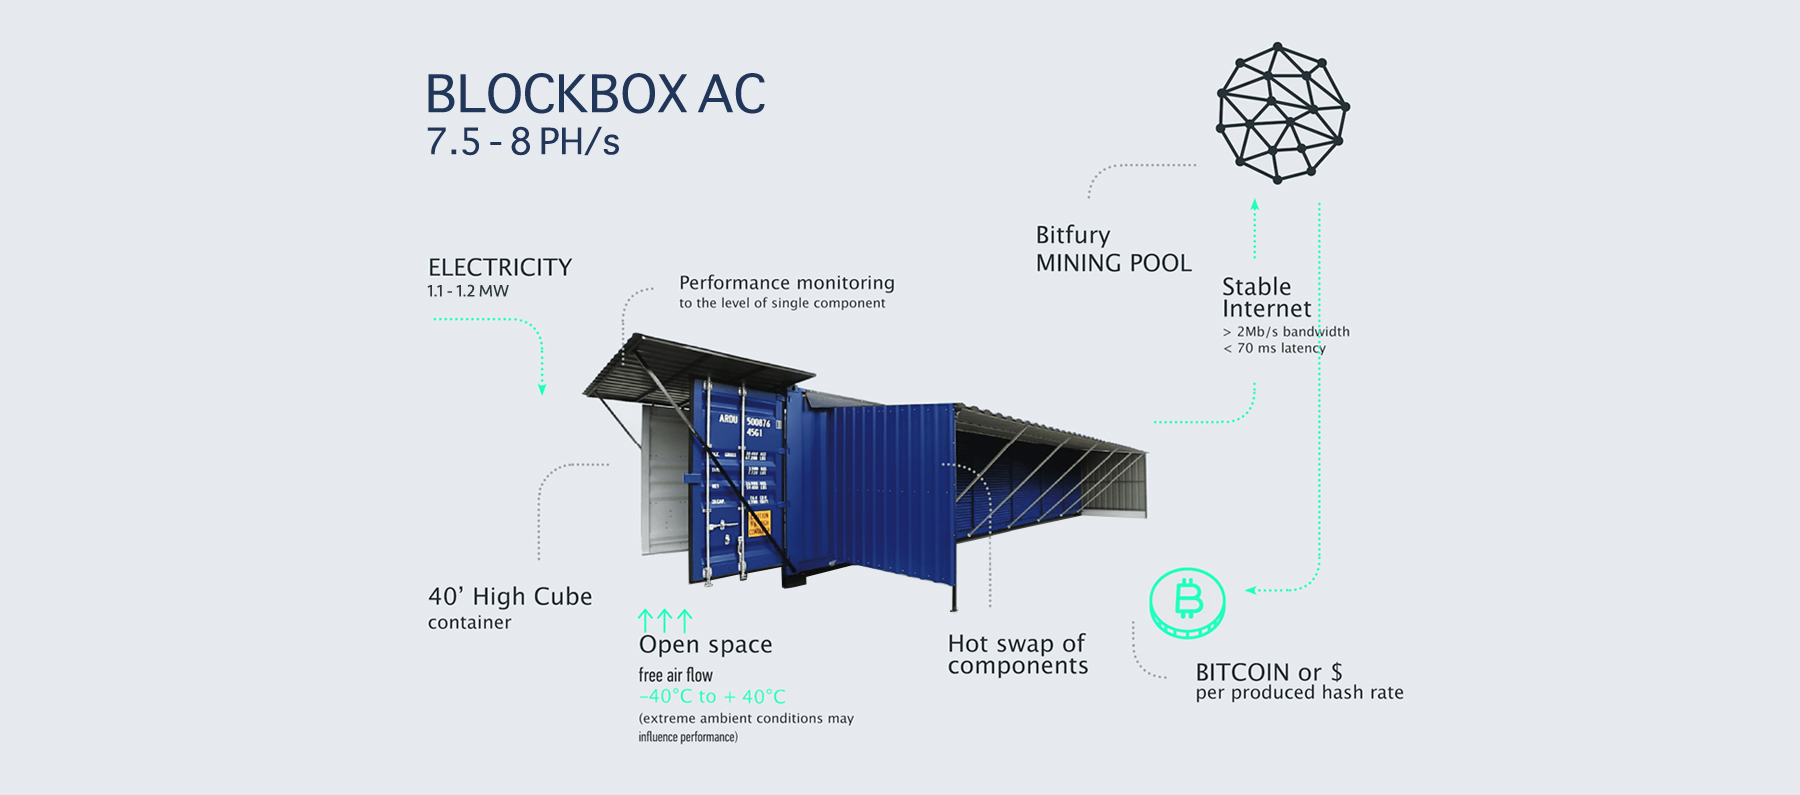 BLOCKBOX AC
7.5 - 8 PH/s
ELECTRICITY
1.1 - 1.2 MW
Performance monitoring
to the level of single component
Bitfury
MINING POOL
Stable
Internet
> 2Mb/s bandwidth
< 70 ms latency
ARDU 500876
45G1
40’ High Cube
container
Open space
free air flow
–40°C to + 40°C
(extreme ambient conditions may
influence performance)
Hot swap of
components
BITCOIN or $
per produced hash rate